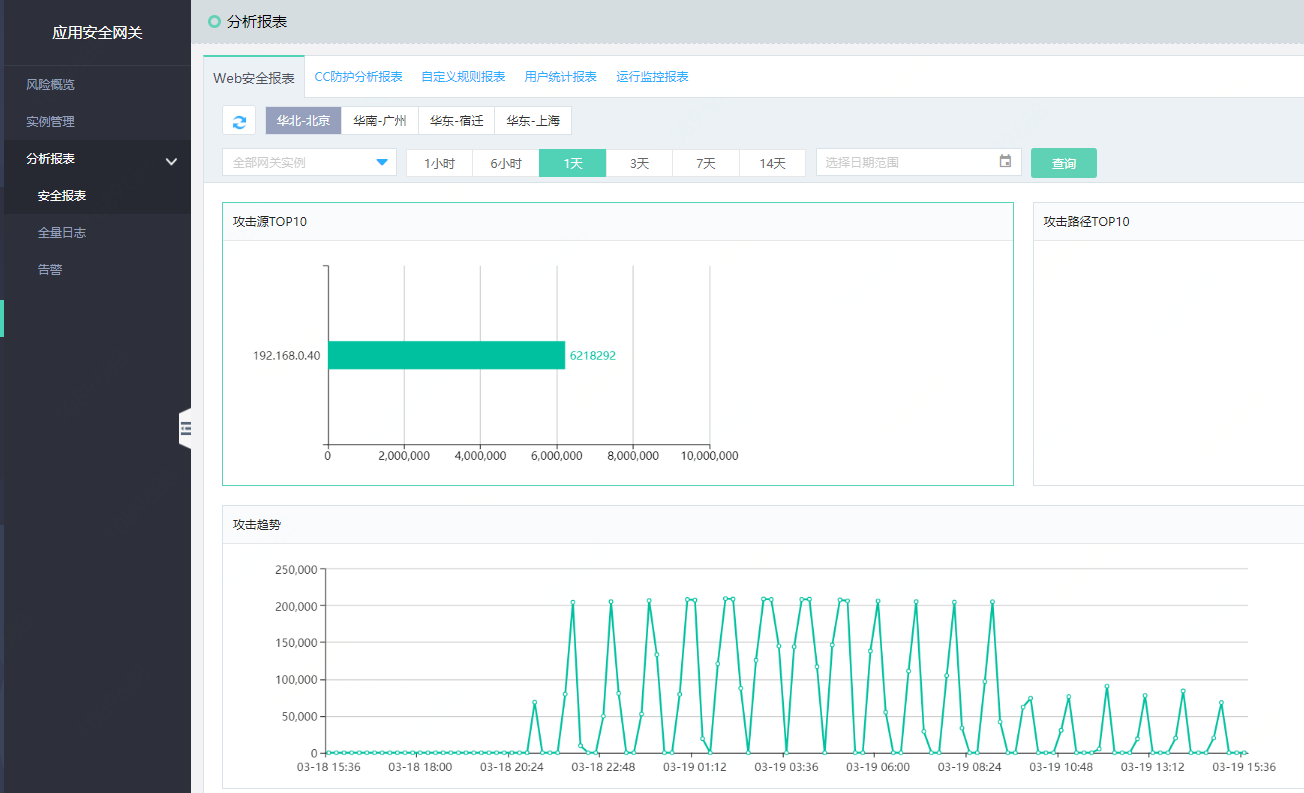 应用安全网关
风险概览
实例管理
分析报表
安全报表
全量日志
告警
分析报表
Web安全报表 CC防护分析报表 自定义规则报表 用户统计报表 运行监控报表
华北-北京 华南-广州 华东-宿迁 华东-上海
全部网关实例 1小时 6小时 1天 3天 7天 14天 选择日期范围 查询
攻击源TOP10
192.168.0.40 6218292
0 2,000,000 4,000,000 6,000,000 8,000,000 10,000,000
攻击路径TOP10
攻击趋势
250,000
200,000
150,000
100,000
50,000
0
03-18 15:36 03-18 18:00 03-18 20:24 03-18 22:48 03-19 01:12 03-19 03:36 03-19 06:00 03-19 08:24 03-19 10:48 03-19 13:12 03-19 15:36